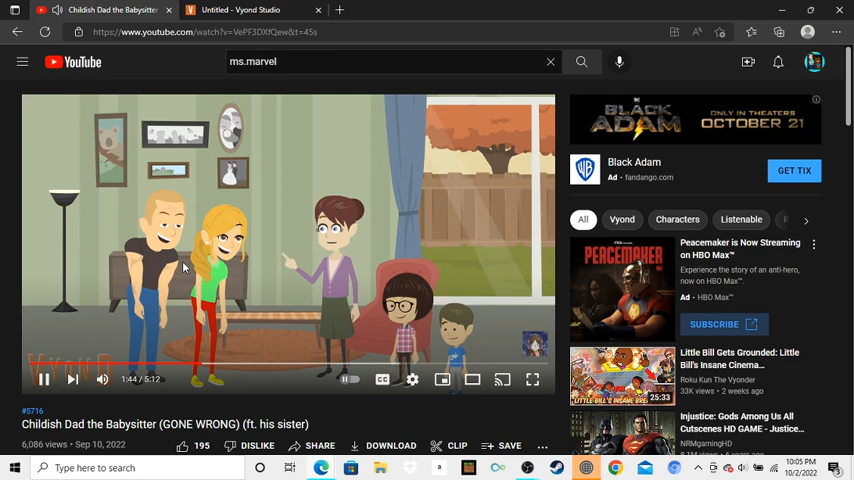 Childish Dad the Babysitter
Untitled - Vyond Studio
https://www.youtube.com/watch?v=VePF3DXfQew&t=45s
YouTube
ms.marvel
BLACK ADAM
ONLY IN THEATERS
OCTOBER 21
Black Adam
Ad • fandango.com
GET TIX
All
Vyond
Characters
Listenable
PEACEMAKER
Peacemaker is Now Streaming on HBO Max™
Experience the story of an anti-hero, now on HBO Max™.
Ad • HBO Max™
SUBSCRIBE
Vyond
1:44 / 5:12
CC
#5716
Childish Dad the Babysitter (GONE WRONG) (ft. his sister)
6,086 views • Sep 10, 2022
195
DISLIKE
SHARE
DOWNLOAD
CLIP
SAVE
LITTLE BILL'S INSANE CINEMA
25:33
Little Bill Gets Grounded: Little Bill's Insane Cinema...
Roku Kun The Vyonder
33K views • 2 weeks ago
Injustice: Gods Among Us All Cutscenes HD GAME - Justice...
NRMgamingHD
Type here to search
10:05 PM
10/2/2022